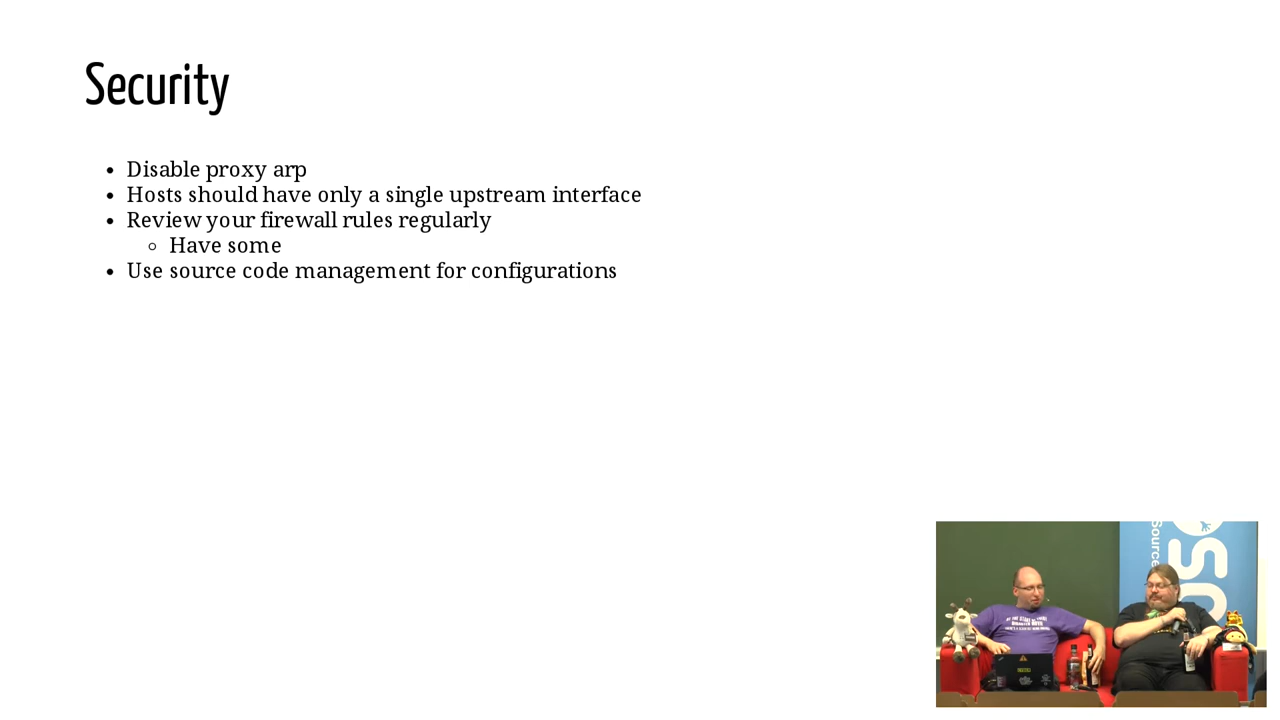 Security
Disable proxy arp
Hosts should have only a single upstream interface
Review your firewall rules regularly
Have some
Use source code management for configurations
Source